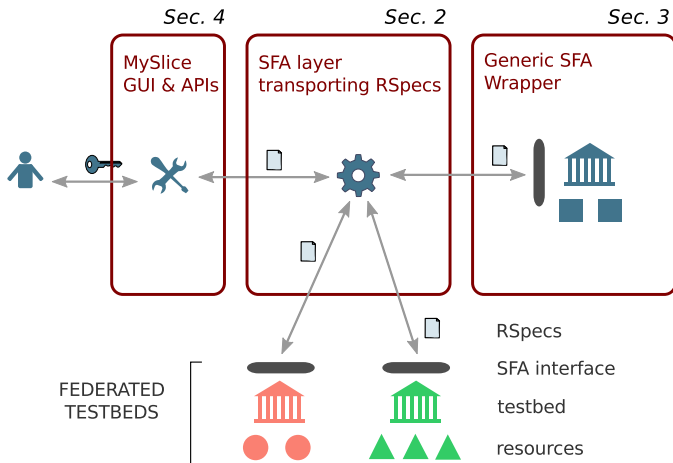 Sec. 4
Sec. 2
Sec. 3
MySlice
GUI & APIs
SFA layer
transporting RSpecs
Generic SFA
Wrapper
RSpecs
SFA interface
FEDERATED
TESTBEDS
testbed
resources